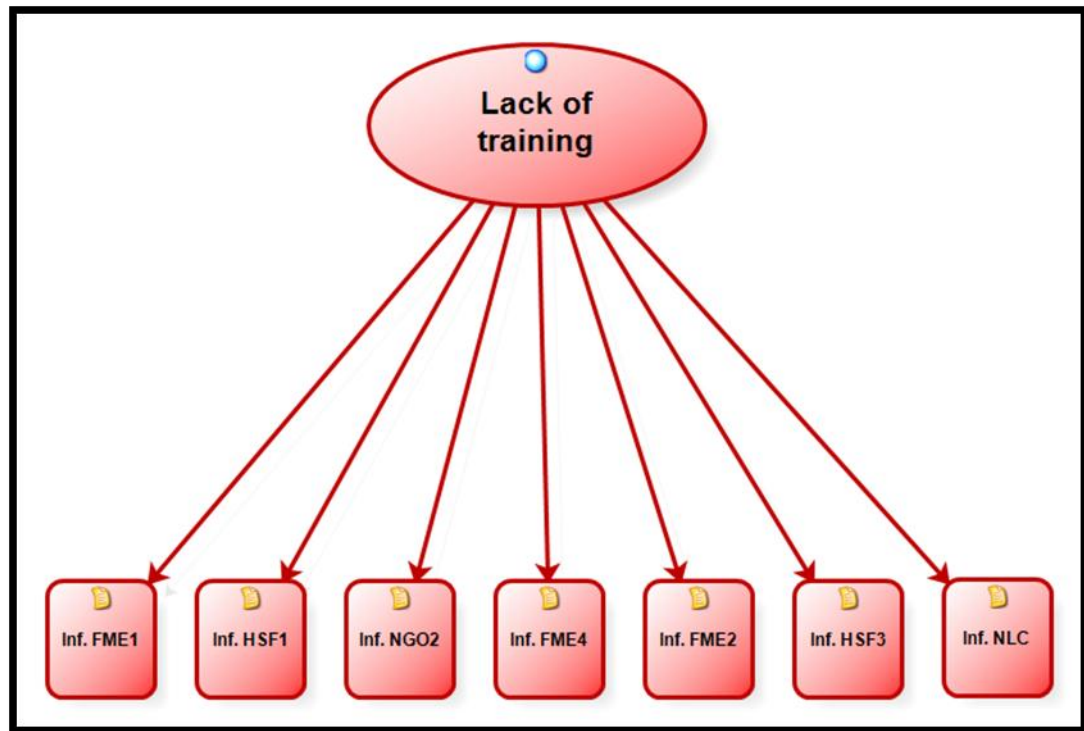 Lack of
training
Inf. FME1
Inf. HSF1
Inf. NGO2
Inf. FME4
Inf. FME2
Inf. HSF3
Inf. NLC